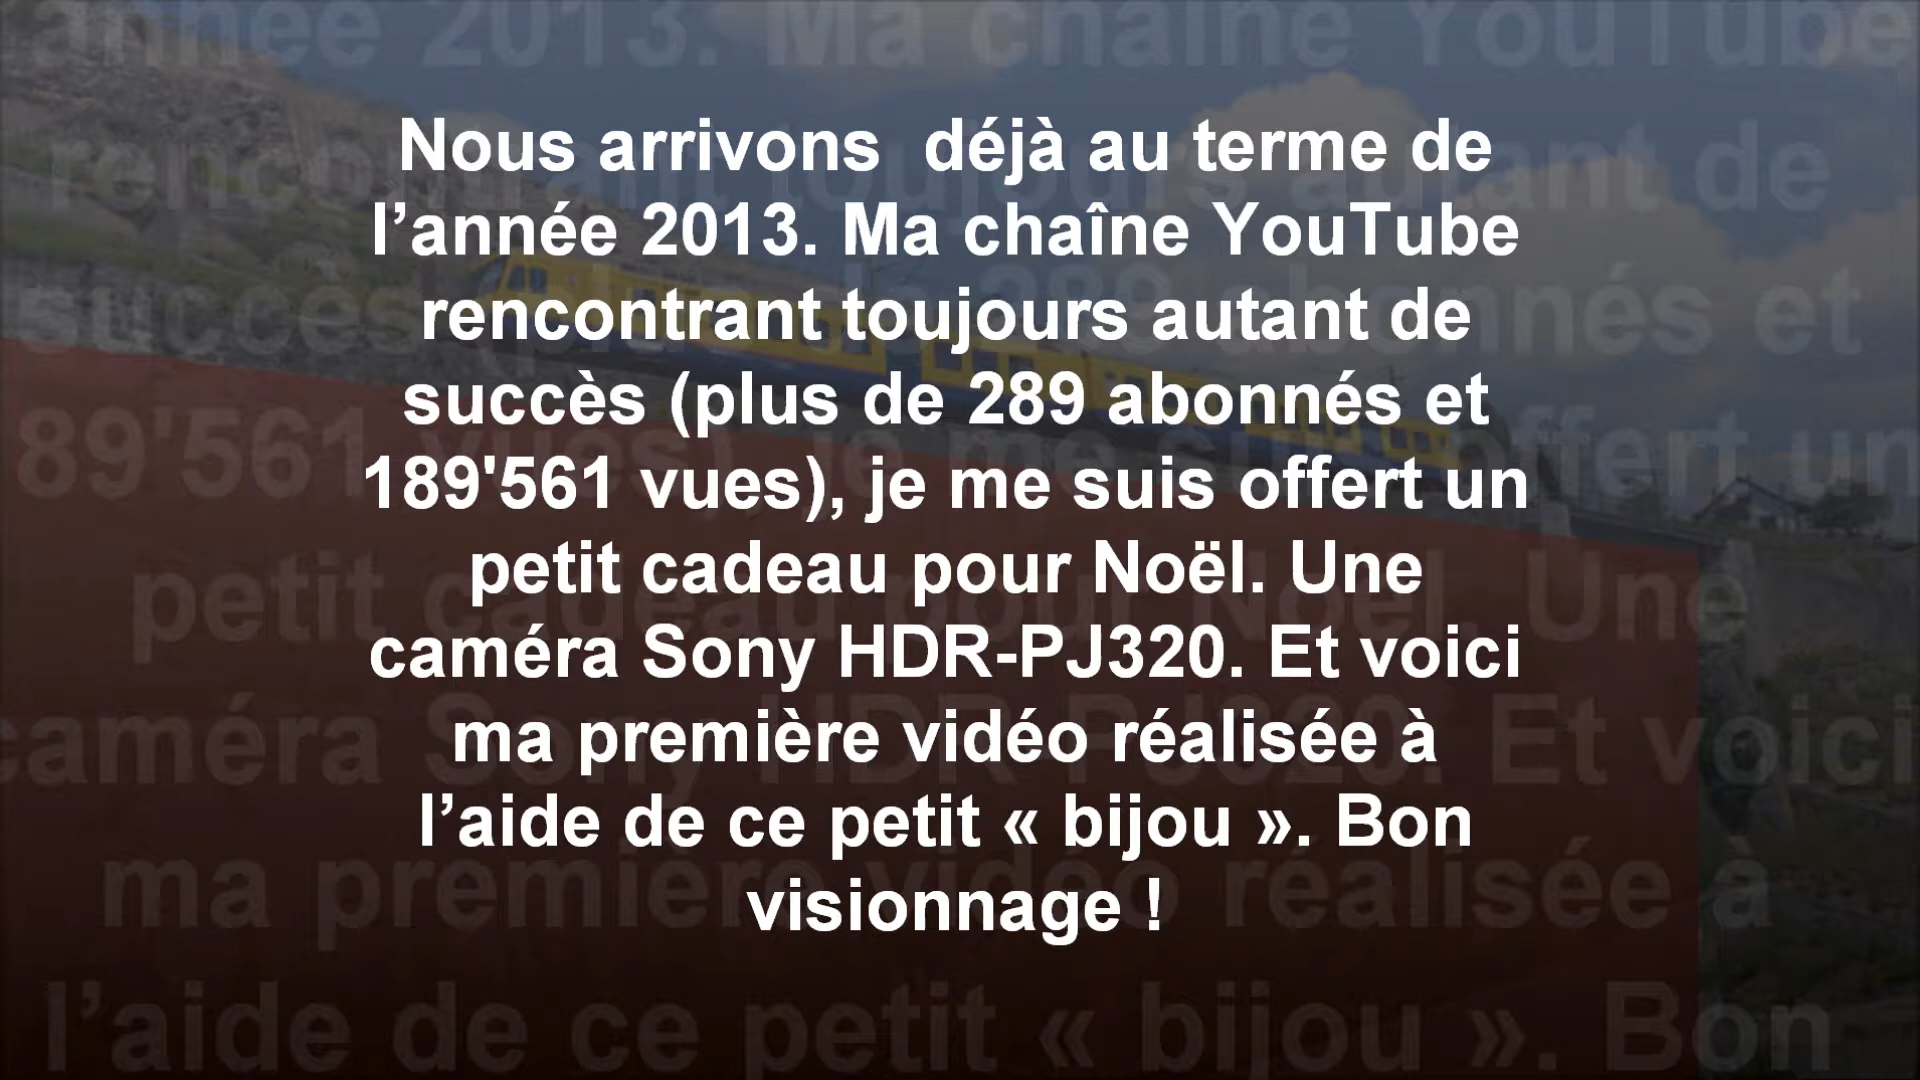 Nous arrivons  déjà au terme de
l’année 2013. Ma chaîne YouTube
rencontrant toujours autant de
succès (plus de 289 abonnés et
189'561 vues), je me suis offert un
petit cadeau pour Noël. Une
caméra Sony HDR-PJ320. Et voici
ma première vidéo réalisée à
l’aide de ce petit « bijou ». Bon
visionnage !